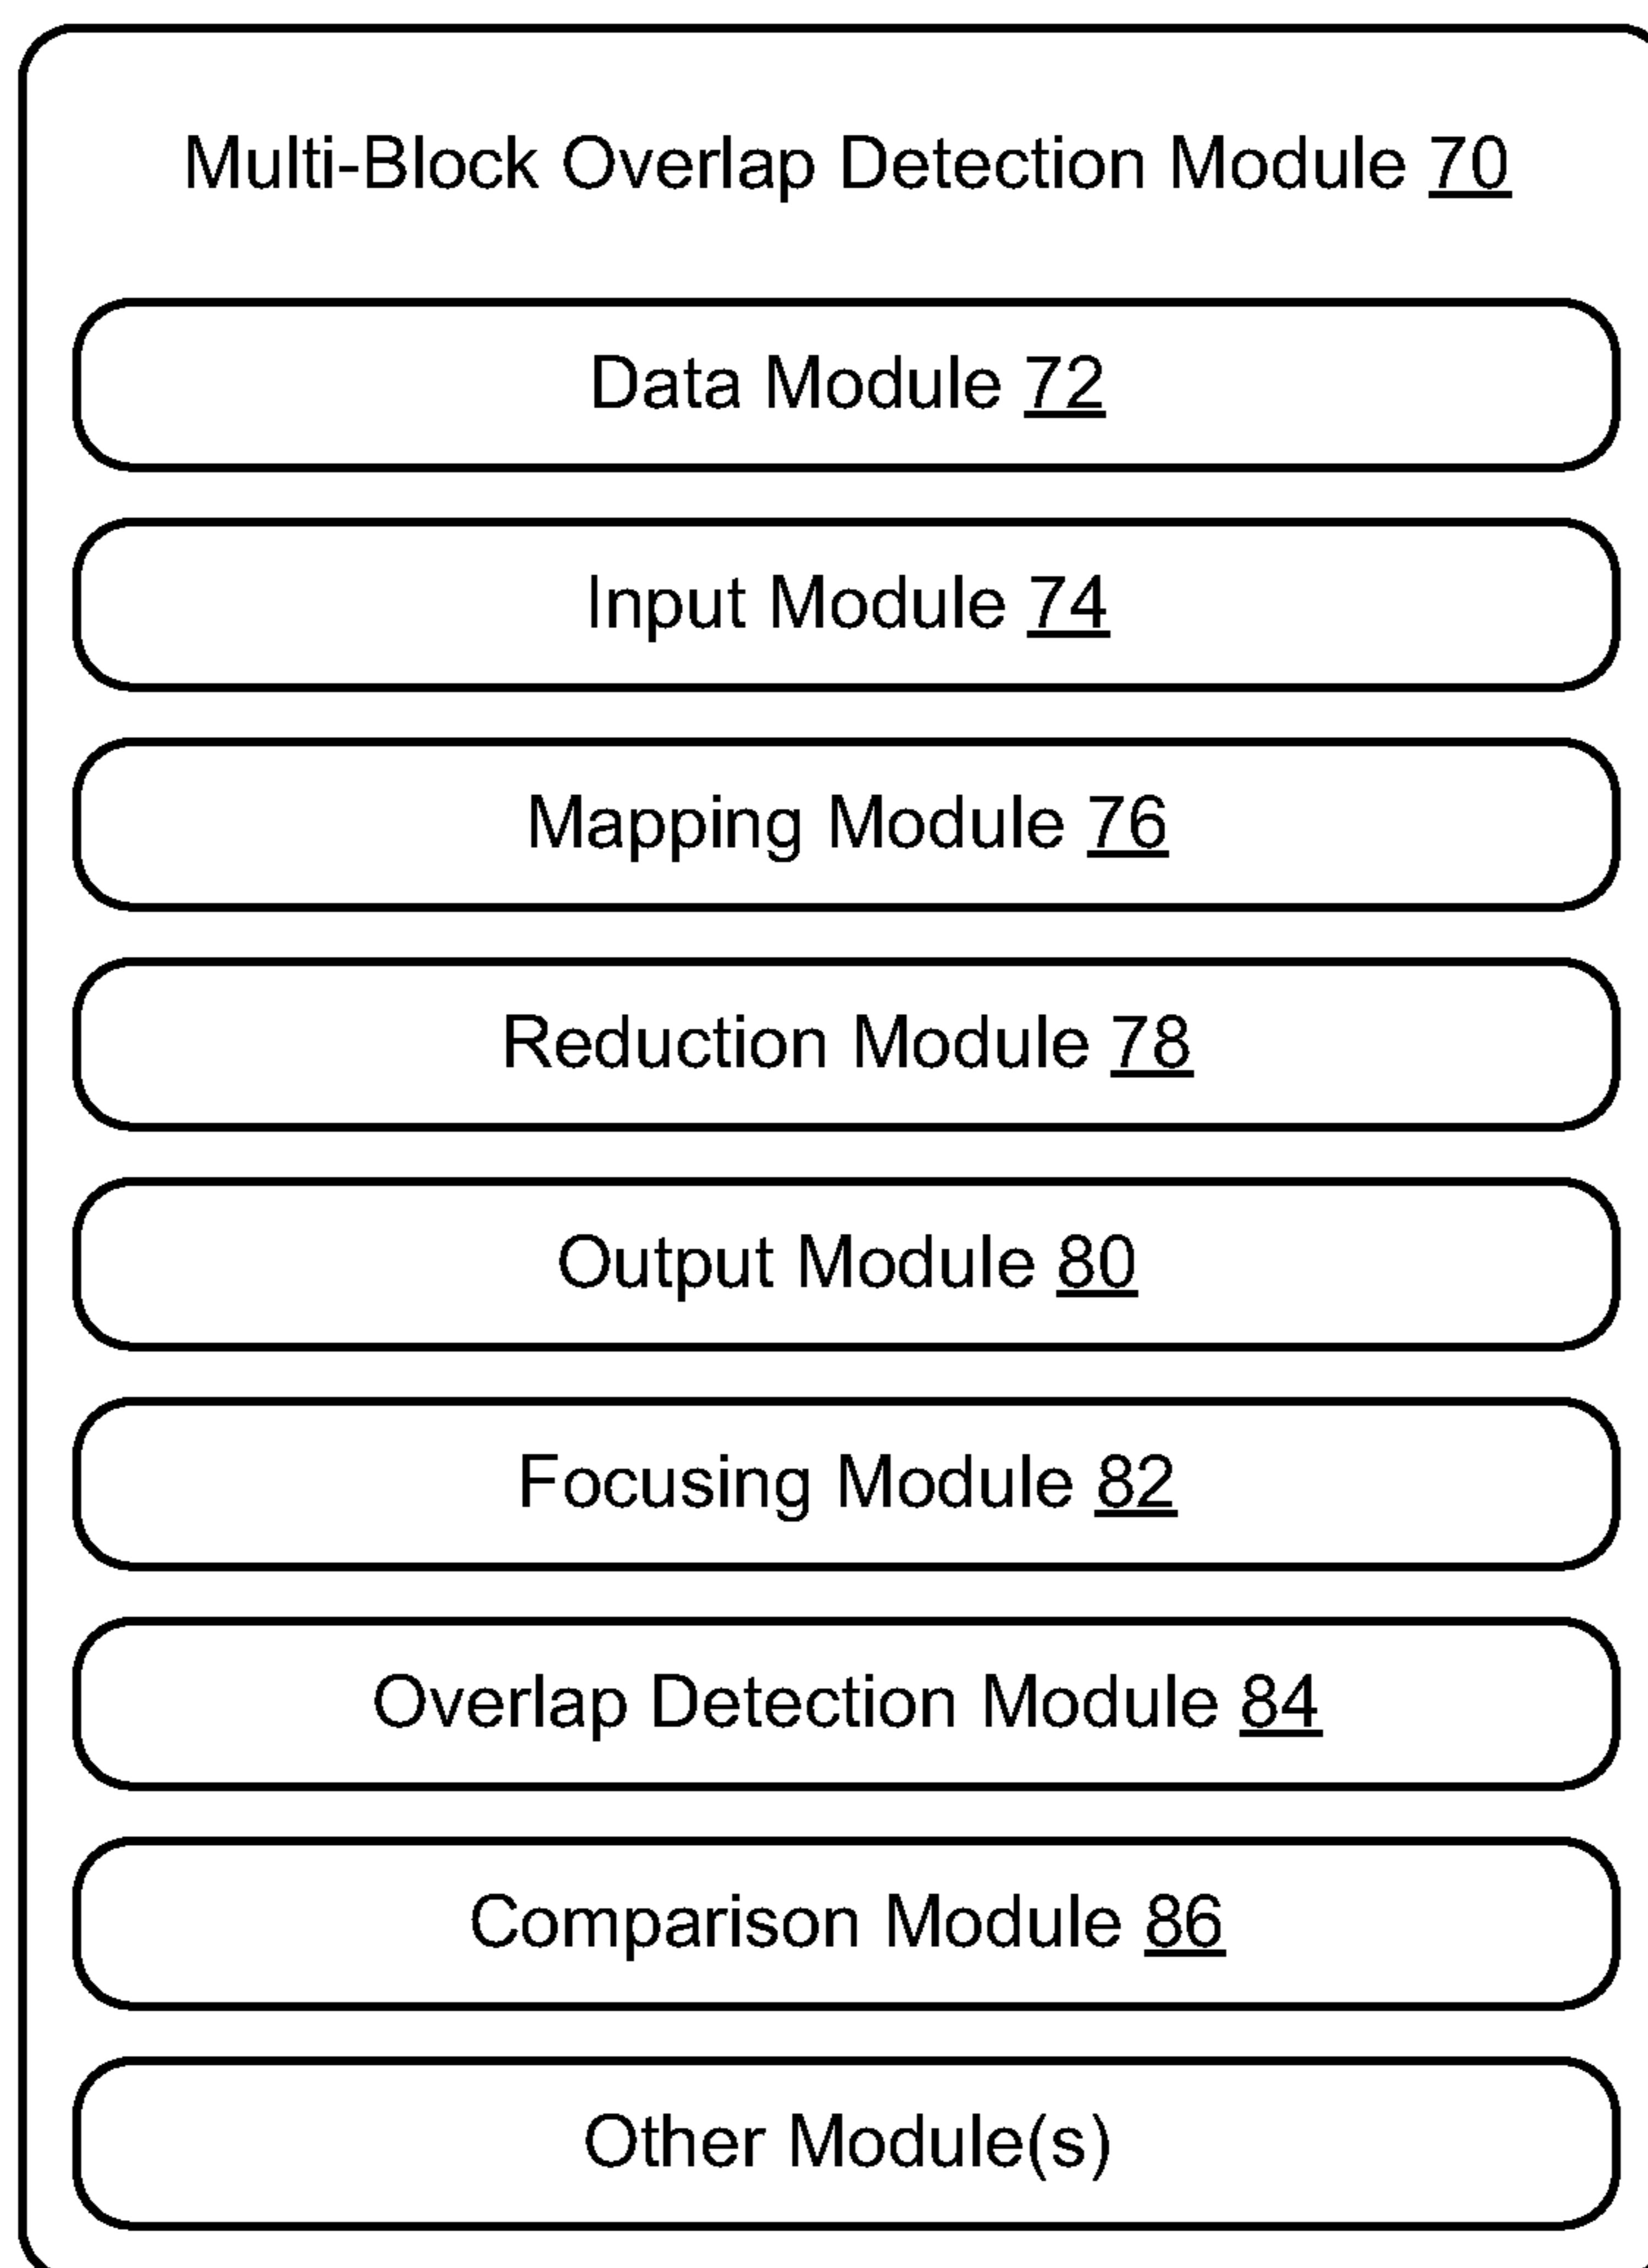 Multi-Block Overlap Detection Module 70
Data Module 72
Input Module 74
Mapping Module 76
Reduction Module 78
Output Module 80
Focusing Module 82
Overlap Detection Module 84
Comparison Module 86
Other Module(s)